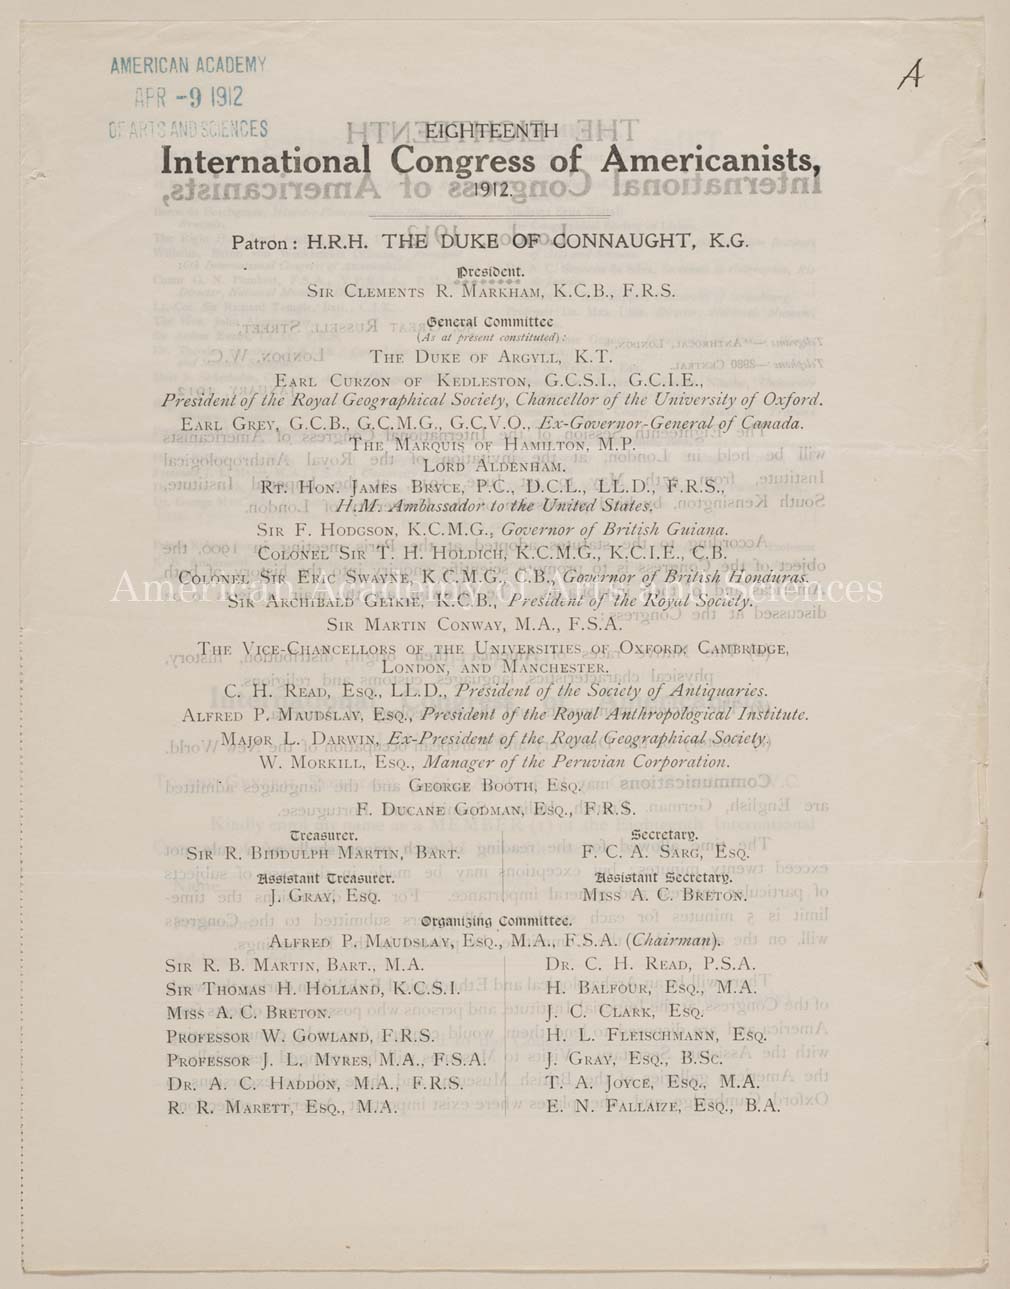 AMERICAN ACADEMY
APR -9 1912
OF ARTS AND SCIENCES
A
EIGHTEENTH
International Congress of Americanists,
1912.
Patron: H.R.H. THE DUKE OF CONNAUGHT, K.G.
President.
SIR CLEMENTS R. MARKHAM, K.C.B., F.R.S.
General Committee
(As at present constituted):
THE DUKE OF ARGYLL, K.T.
EARL CURZON OF KEDLESTON, G.C.S.I., G.C.I.E.,
President of the Royal Geographical Society, Chancellor of the University of Oxford.
EARL GREY, G.C.B., G.C.M.G., G.C.V.O., Ex-Governor-General of Canada.
THE MARQUIS OF HAMILTON, M.P.
LORD ALDENHAM.
RT. HON. JAMES BRYCE, P.C., D.C.L., LL.D., F.R.S.,
H.M. Ambassador to the United States.
SIR F. HODGSON, K.C.M.G., Governor of British Guiana.
COLONEL SIR T. H. HOLDICH, K.C.M.G., K.C.I.E., C.B.
COLONEL SIR ERIC SWAYNE, K.C.M.G., C.B., Governor of British Honduras.
American Academy of Arts and Sciences
SIR ARCHIBALD GEIKIE, K.C.B., President of the Royal Society.
SIR MARTIN CONWAY, M.A., F.S.A.
THE VICE-CHANCELLORS OF THE UNIVERSITIES OF OXFORD, CAMBRIDGE,
LONDON, AND MANCHESTER.
C. H. READ, ESQ., LL.D., President of the Society of Antiquaries.
ALFRED P. MAUDSLAY, ESQ., President of the Royal Anthropological Institute.
MAJOR L. DARWIN, Ex-President of the Royal Geographical Society.
W. MORKILL, ESQ., Manager of the Peruvian Corporation.
GEORGE BOOTH, ESQ.
F. DUCANE GODMAN, ESQ., F.R.S.
Treasurer.
SIR R. BIDDULPH MARTIN, BART.
Secretary.
F. C. A. SARG, ESQ.
Assistant Treasurer.
J. GRAY, ESQ.
Assistant Secretary.
MISS A. C. BRETON.
Organizing Committee.
ALFRED P. MAUDSLAY, ESQ., M.A., F.S.A. (Chairman).
SIR R. B. MARTIN, BART., M.A.
SIR THOMAS H. HOLLAND, K.C.S.I.
MISS A. C. BRETON.
PROFESSOR W. GOWLAND, F.R.S.
PROFESSOR J. L. MYRES, M.A., F.S.A.
DR. A. C. HADDON, M.A., F.R.S.
R. R. MARETT, ESQ., M.A.
DR. C. H. READ, P.S.A.
H. BALFOUR, ESQ., M.A.
J. C. CLARK, ESQ.
H. L. FLEISCHMANN, ESQ.
J. GRAY, ESQ., B.SC.
T. A. JOYCE, ESQ., M.A.
E. N. FALLAIZE, ESQ., B.A.